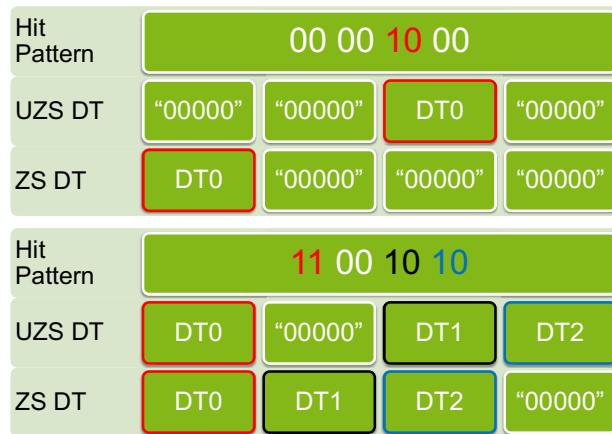 Hit
Pattern
00 00 10 00
UZS DT “00000” “00000” DT0 “00000”
ZS DT DT0 “00000” “00000” “00000”
Hit
Pattern
11 00 10 10
UZS DT DT0 “00000” DT1 DT2
ZS DT DT0 DT1 DT2 “00000”